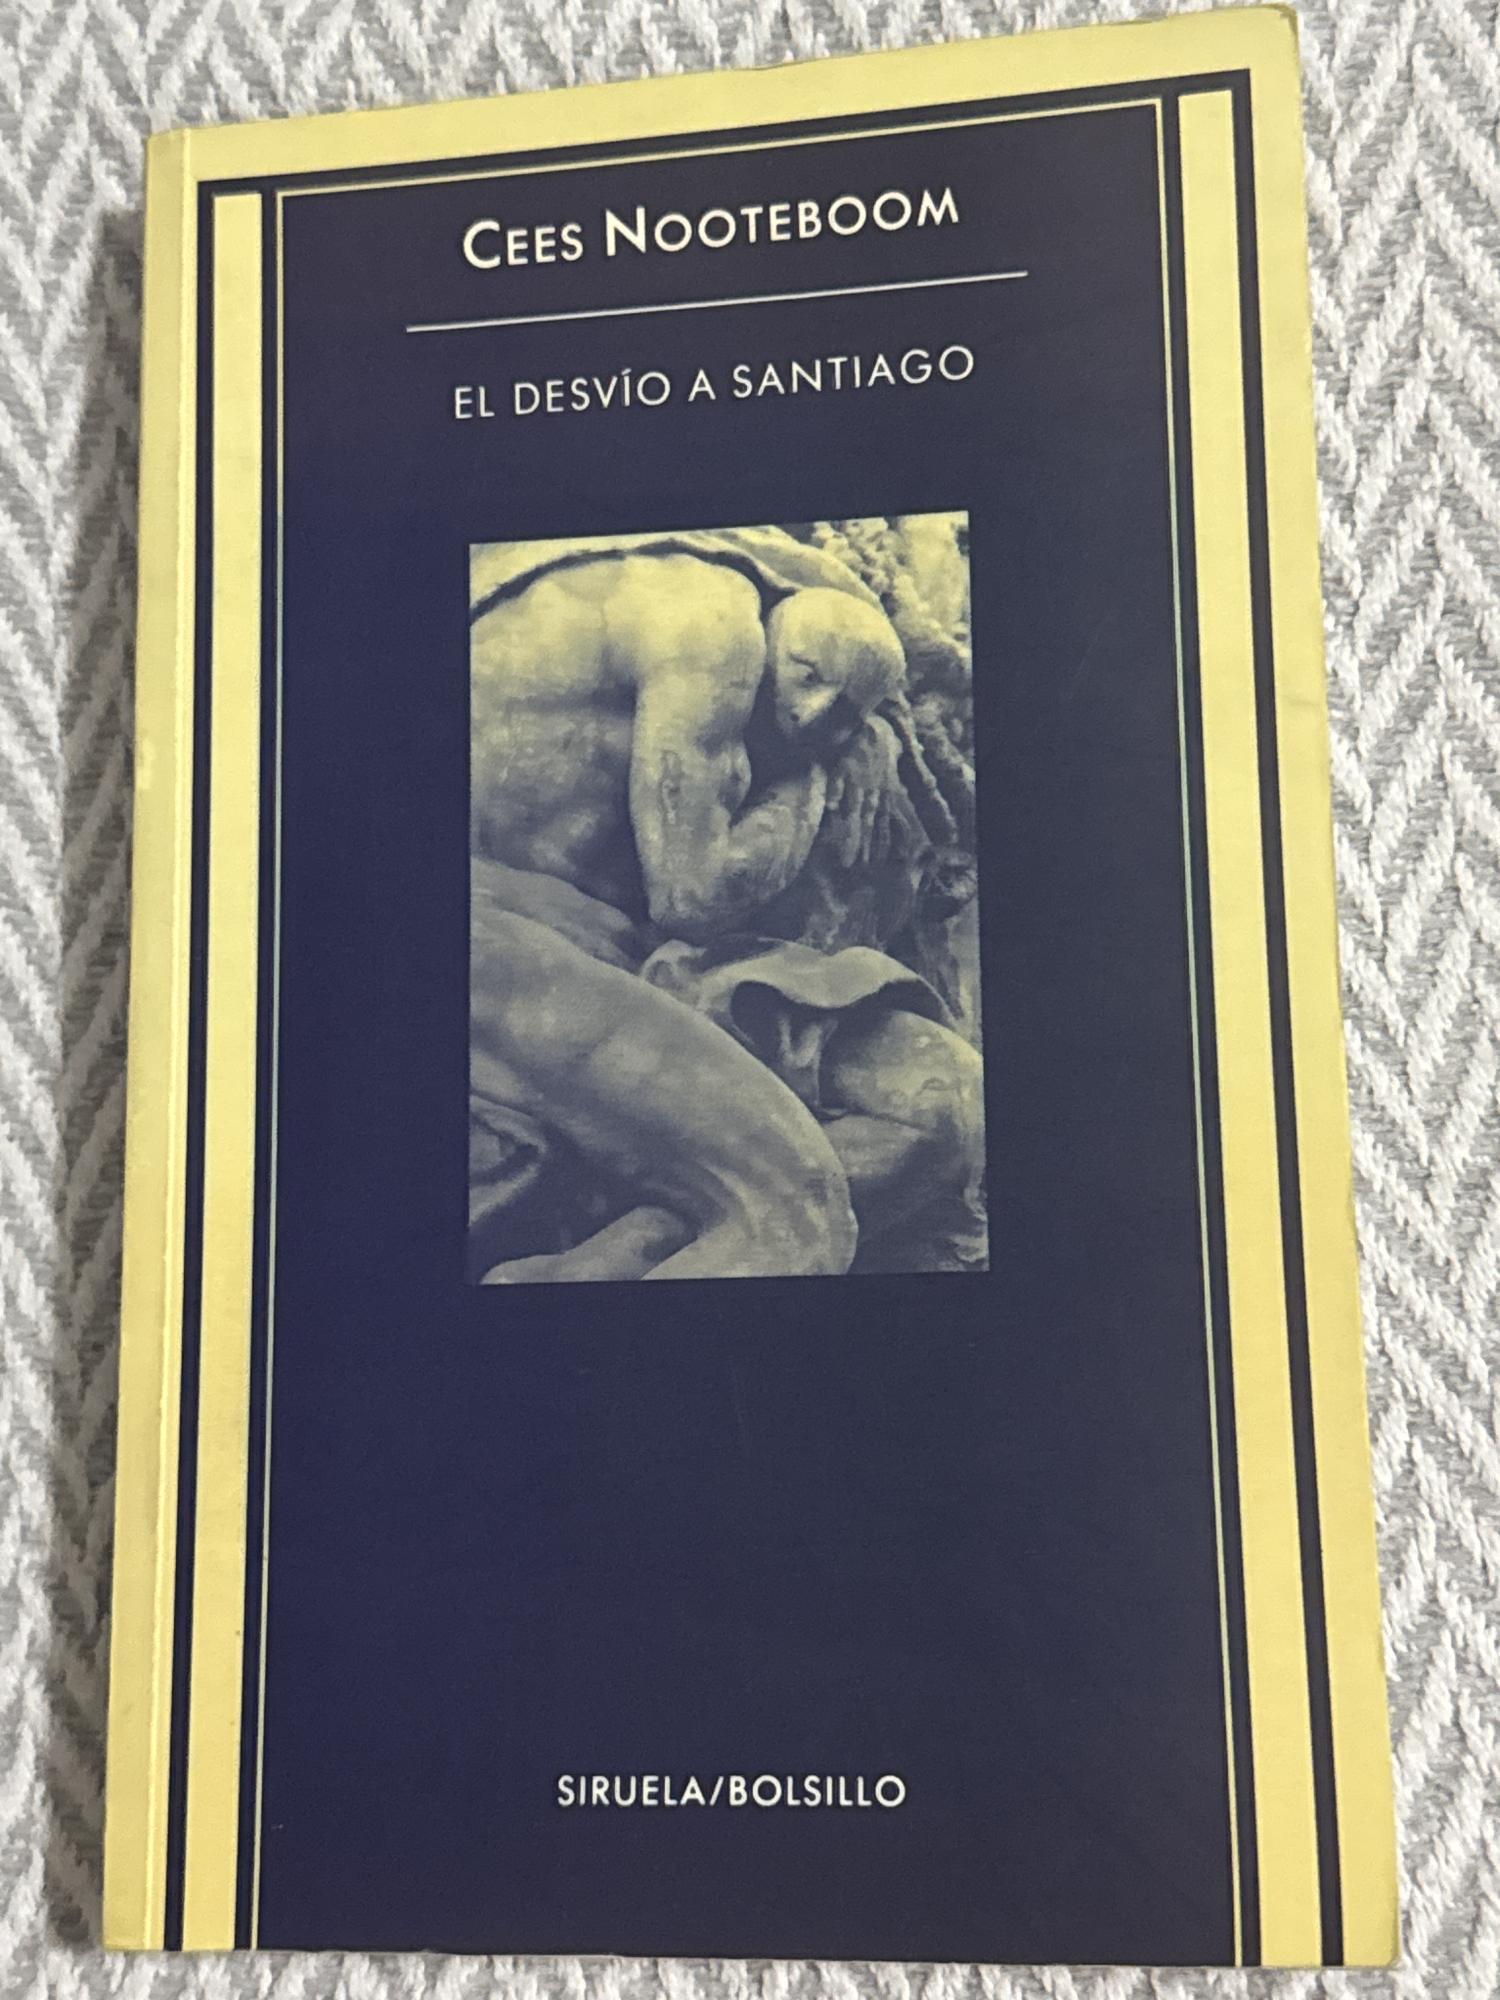 CEES NOOTEBOOM
EL DESVÍO A SANTIAGO
SIRUELA/BOLSILLO